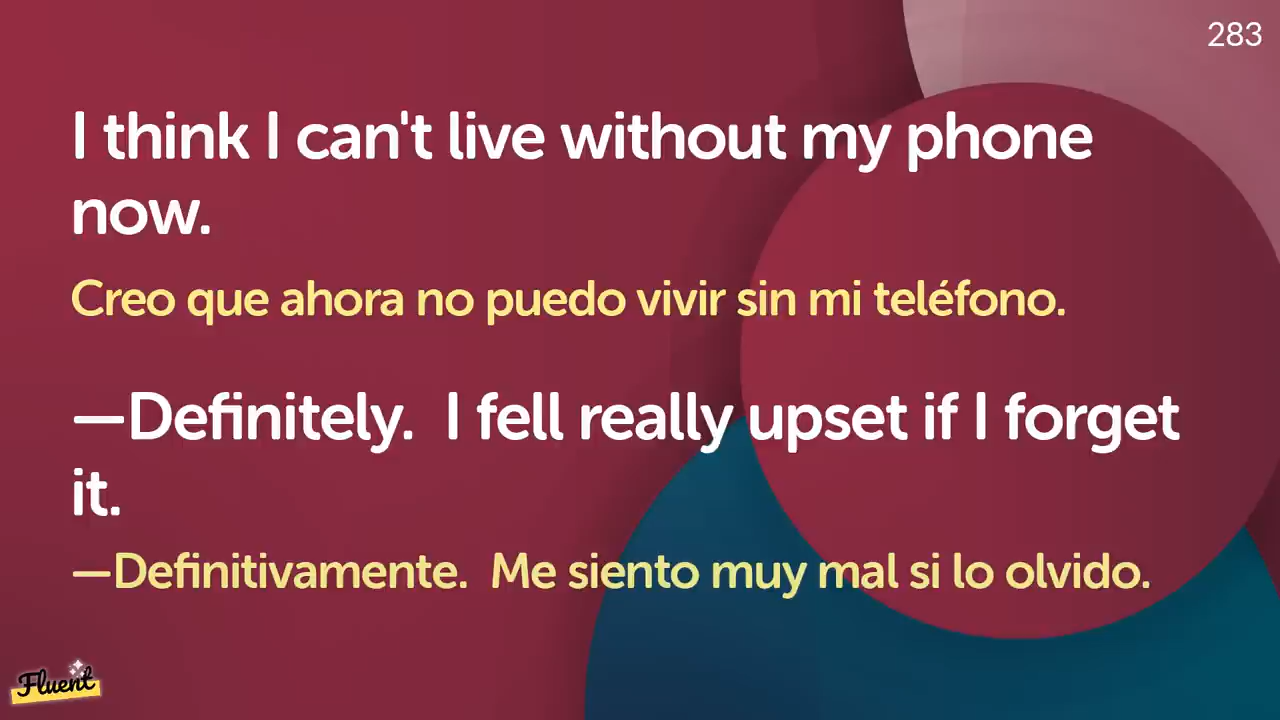 283
I think I can't live without my phone
now.
Creo que ahora no puedo vivir sin mi teléfono.
—Definitely.  I fell really upset if I forget
it.
—Definitivamente.  Me siento muy mal si lo olvido.
Fluent